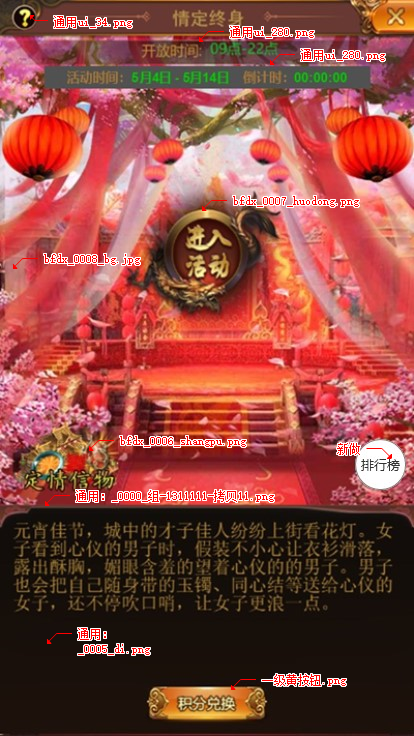 情定终身
通用ui_34.png
通用ui_280.png
开放时间: 09点-22点
通用ui_280.png
活动时间: 5月4日 - 5月14日 倒计时: 00:00:00
bfdx_0007_huodong.png
进入
活动
bfdx_0008_bg.jpg
bfdx_0006_shangpu.png
新做
排行榜
定情信物
通用: _0000_组-1311111-拷贝11.png
元宵佳节，城中的才子佳人纷纷上街看花灯。女
子看到心仪的男子时，假装不小心让衣衫滑落，
露出酥胸，媚眼含羞的望着心仪的的男子。男子
也会把自己随身带的玉镯、同心结等送给心仪的
女子，还不停吹口哨，让女子更浪一点。
通用:
_0005_di.png
一级黄按钮.png
积分兑换